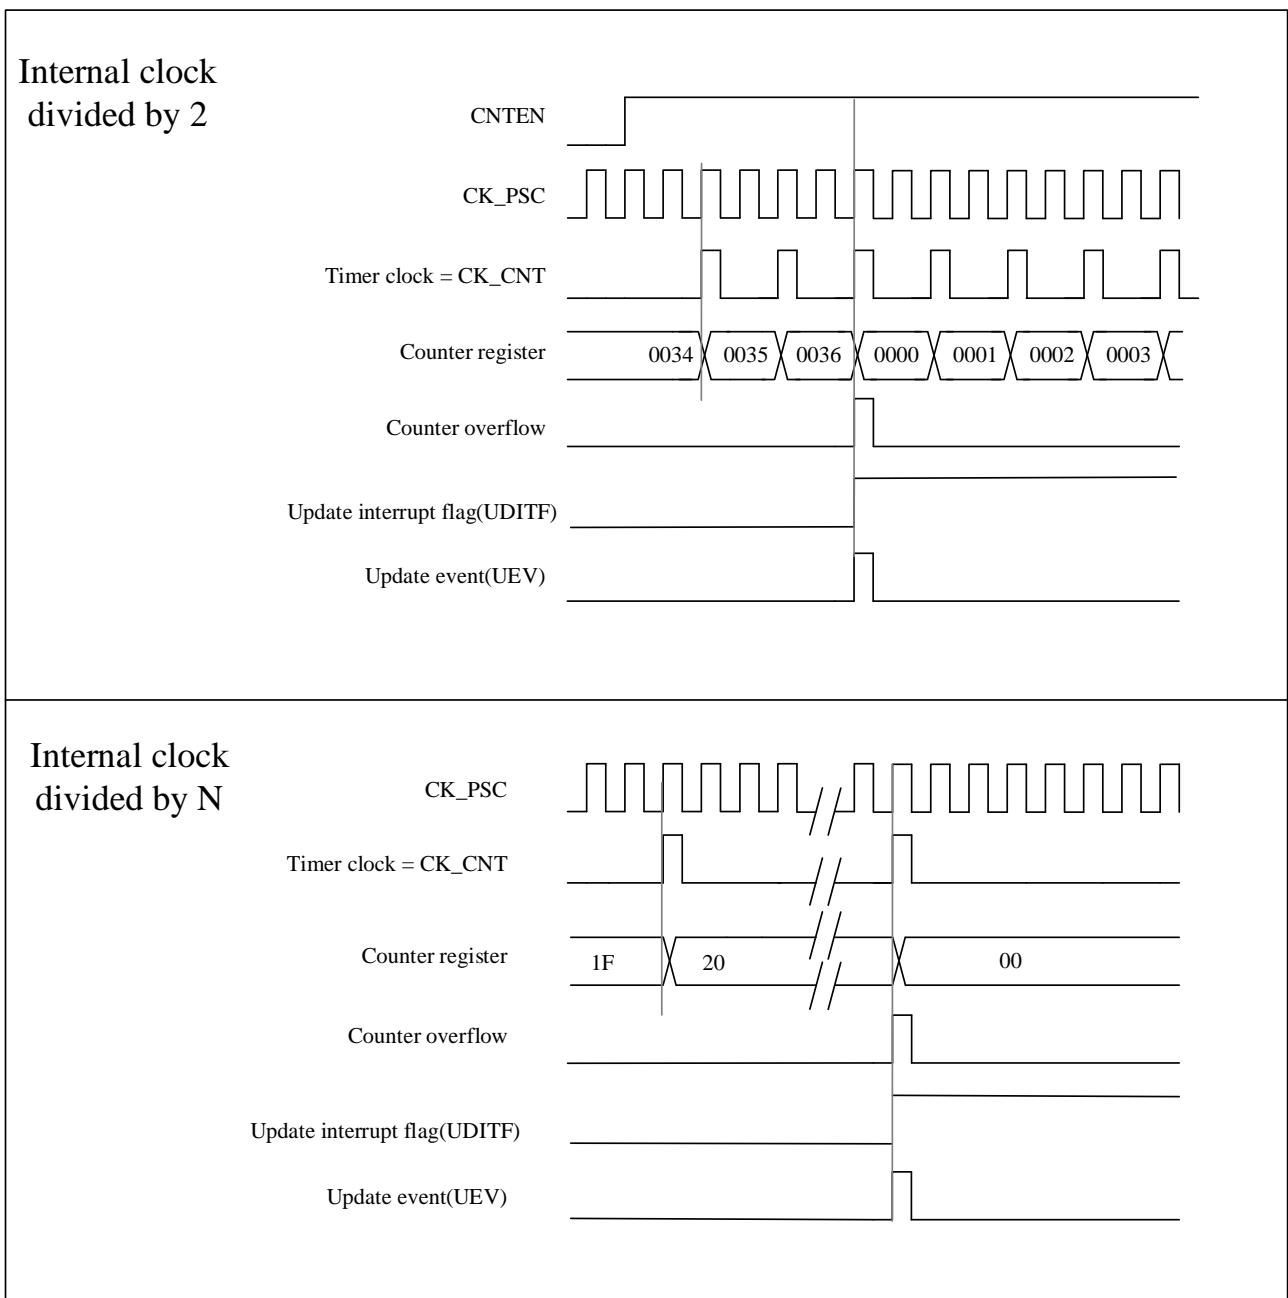 Internal clock
divided by 2
CNTEN
CK_PSC
Timer clock = CK_CNT
Counter register
0034 0035 0036 0000 0001 0002 0003
Counter overflow
Update interrupt flag(UDITF)
Update event(UEV)
Internal clock
divided by N
CK_PSC
Timer clock = CK_CNT
Counter register
1F 20 00
Counter overflow
Update interrupt flag(UDITF)
Update event(UEV)